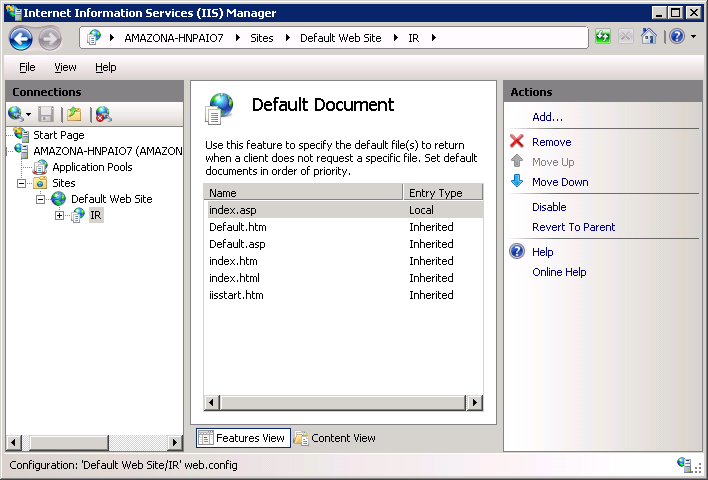 Internet Information Services (IIS) Manager
AMAZONA-HNPAIO7 Sites Default Web Site IR
File View Help
Connections
Start Page
AMAZONA-HNPAIO7 (AMAZON
Application Pools
Sites
Default Web Site
IR
Default Document
Use this feature to specify the default file(s) to return
when a client does not request a specific file. Set default
documents in order of priority.
Name Entry Type
index.asp Local
Default.htm Inherited
Default.asp Inherited
index.htm Inherited
index.html Inherited
iisstart.htm Inherited
Features View Content View
Actions
Add...
Remove
Move Up
Move Down
Disable
Revert To Parent
Help
Online Help
Configuration: 'Default Web Site/IR' web.config